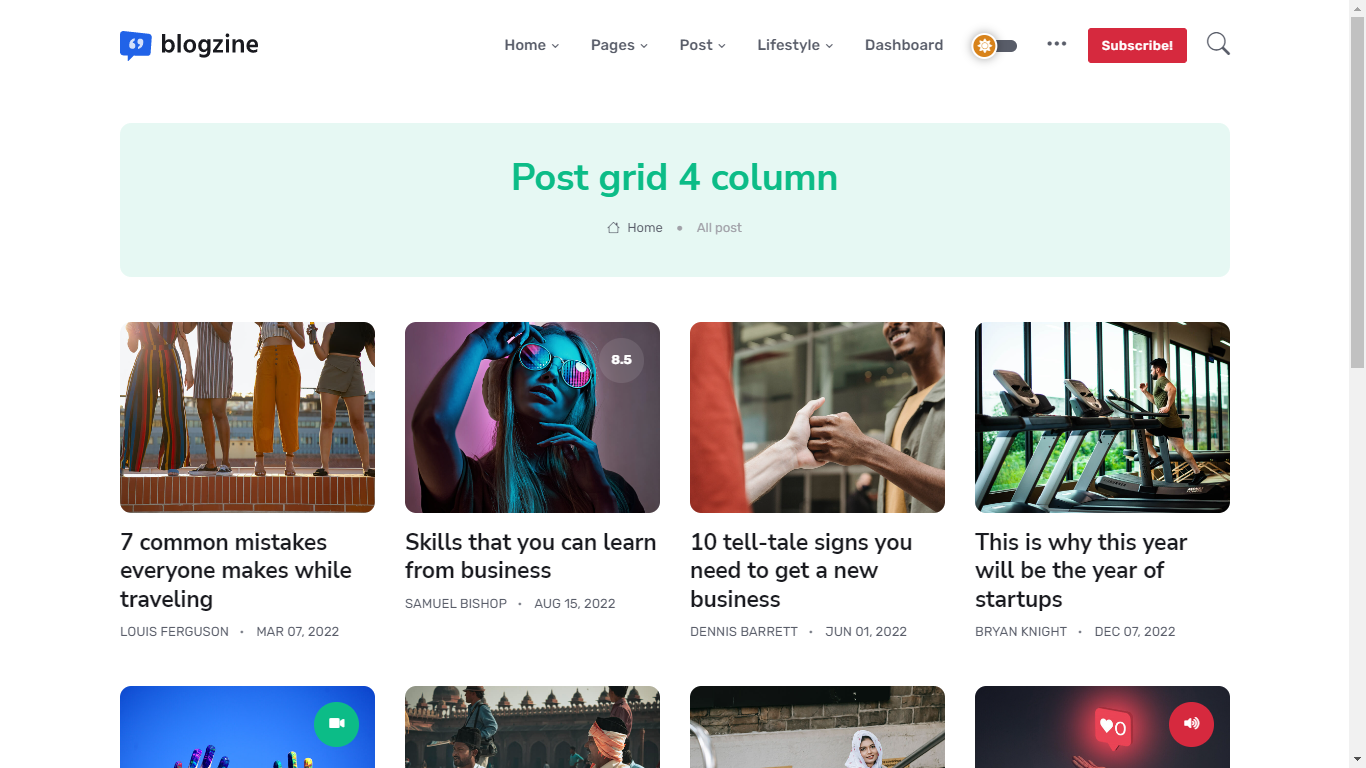 blogzine
Home
Pages
Post
Lifestyle
Dashboard
Subscribe!
Post grid 4 column
Home
All post
8.5
7 common mistakes
everyone makes while
traveling
LOUIS FERGUSON • MAR 07, 2022
Skills that you can learn
from business
SAMUEL BISHOP • AUG 15, 2022
10 tell-tale signs you
need to get a new
business
DENNIS BARRETT • JUN 01, 2022
This is why this year
will be the year of
startups
BRYAN KNIGHT • DEC 07, 2022
0